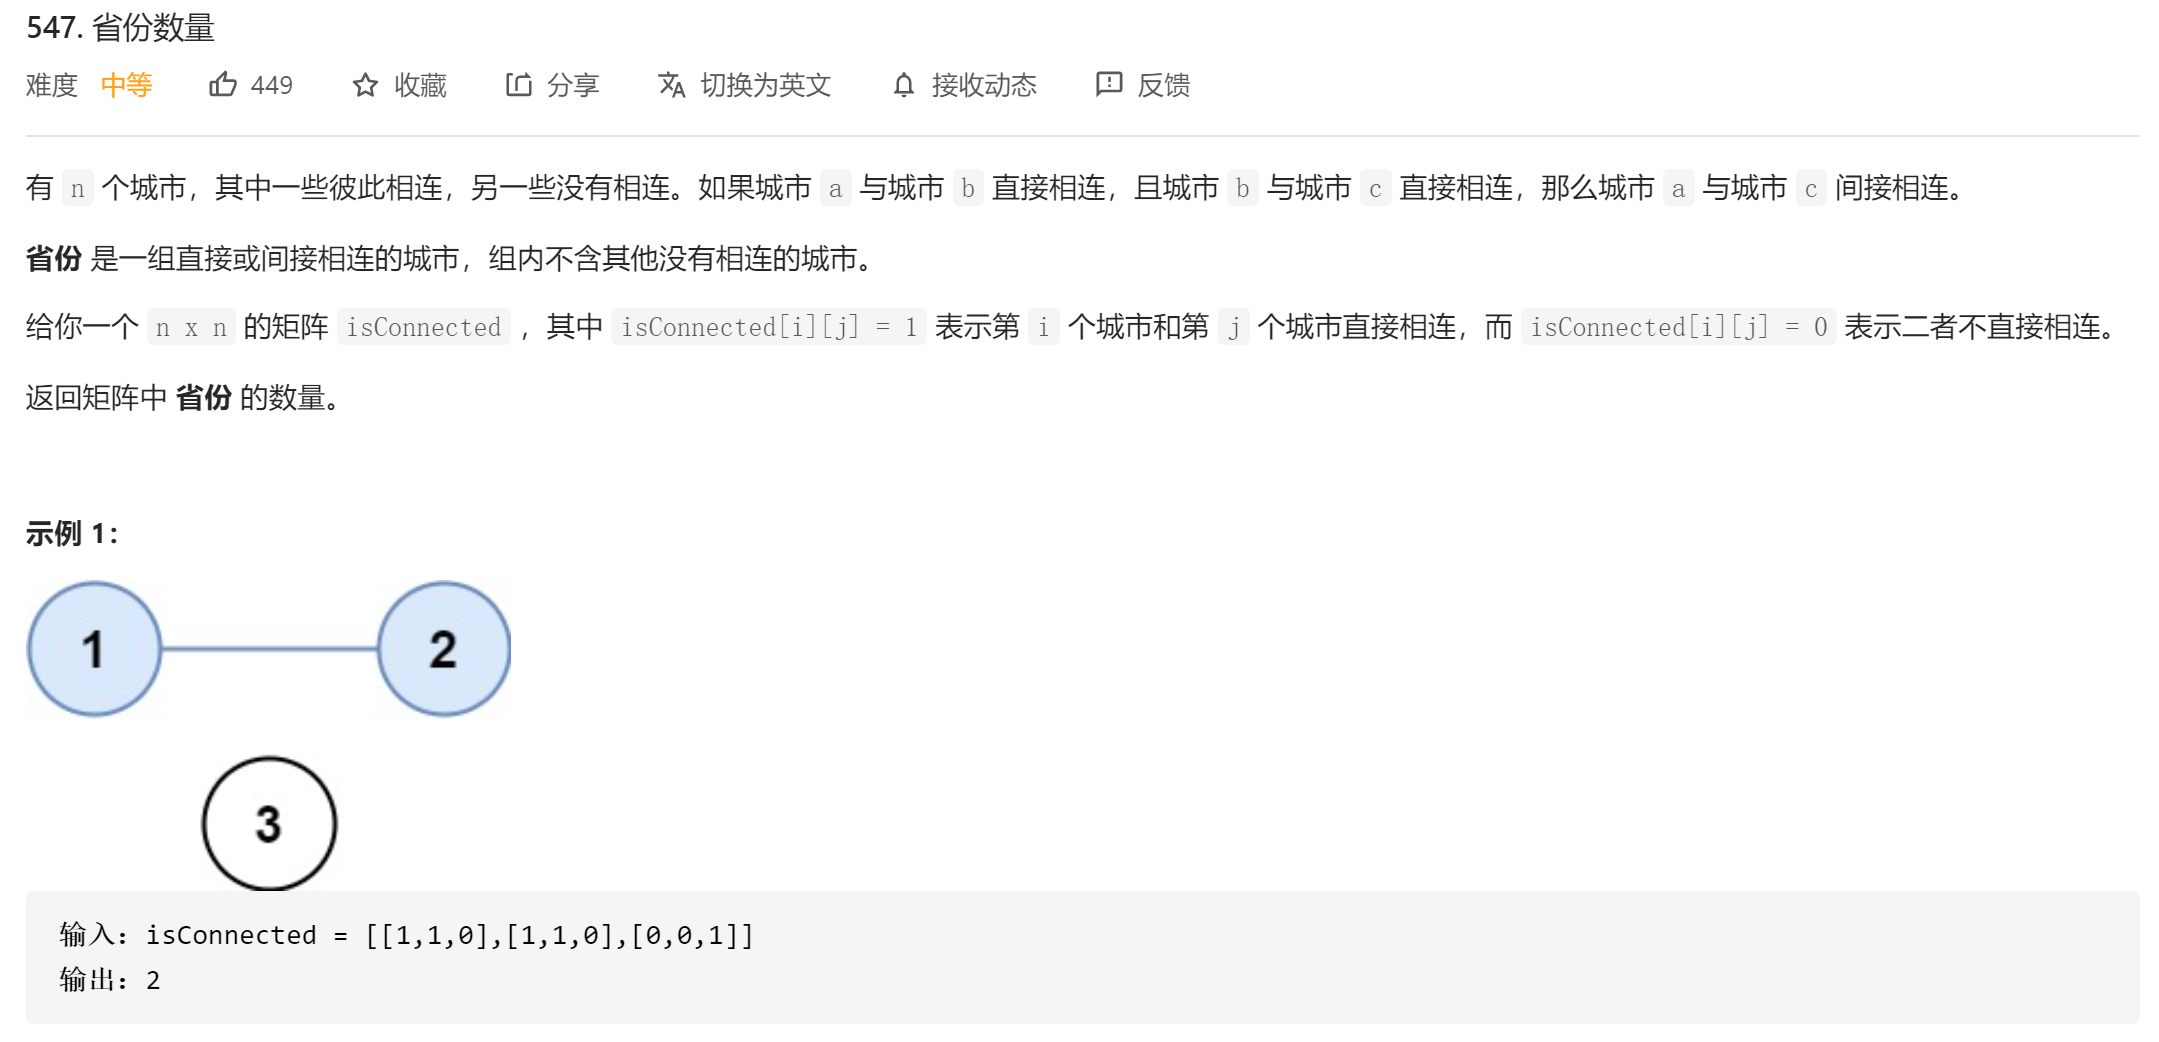 547. 省份数量
难度 中等 449 收藏 分享 切换为英文 接收动态 反馈
有 n 个城市，其中一些彼此相连，另一些没有相连。如果城市 a 与城市 b 直接相连，且城市 b 与城市 c 直接相连，那么城市 a 与城市 c 间接相连。
省份 是一组直接或间接相连的城市，组内不含其他没有相连的城市。
给你一个 n x n 的矩阵 isConnected ，其中 isConnected[i][j] = 1 表示第 i 个城市和第 j 个城市直接相连，而 isConnected[i][j] = 0 表示二者不直接相连。
返回矩阵中 省份 的数量。
示例 1：
1 2
3
输入：isConnected = [[1,1,0],[1,1,0],[0,0,1]]
输出：2